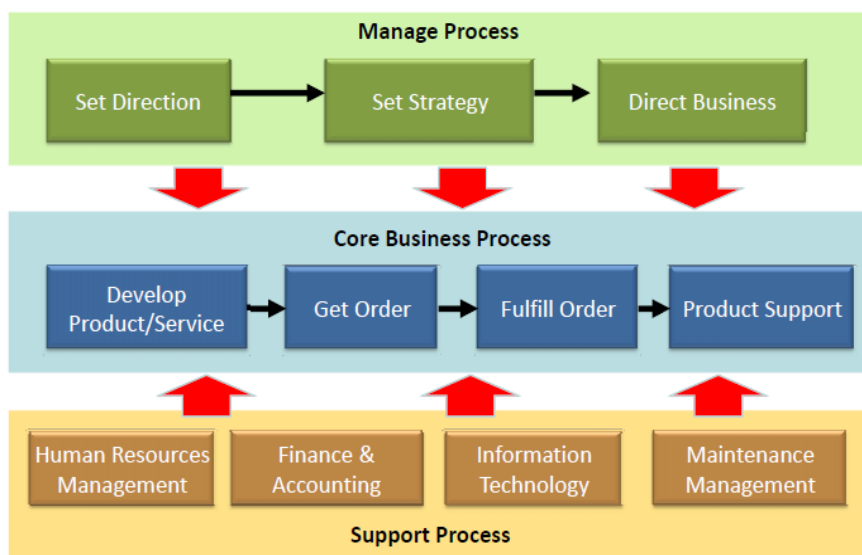 Manage Process
Set Direction
Set Strategy
Direct Business
Core Business Process
Develop
Product/Service
Get Order
Fulfill Order
Product Support
Human Resources
Management
Finance &
Accounting
Information
Technology
Maintenance
Management
Support Process